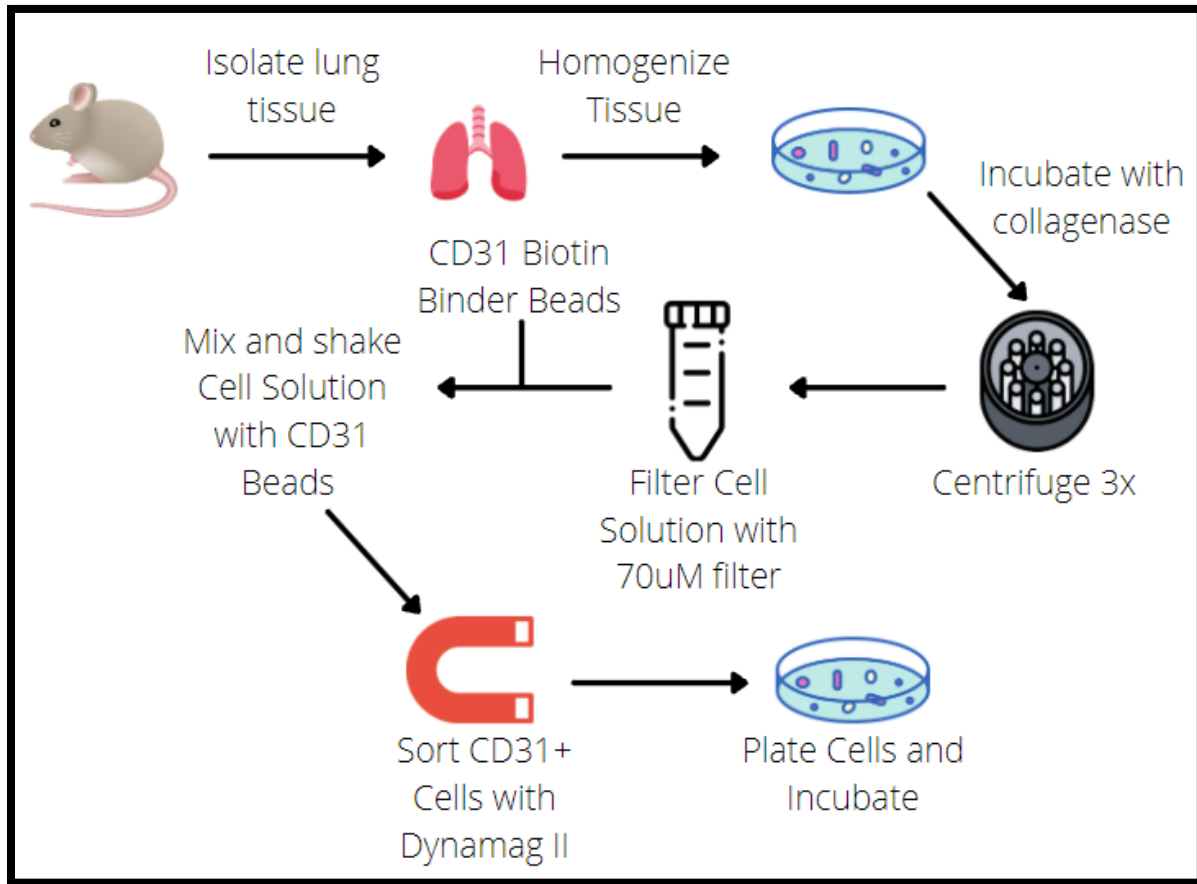 Isolate lung
tissue
Homogenize
Tissue
Incubate with
collagenase
Centrifuge 3x
Filter Cell
Solution with
70uM filter
CD31 Biotin
Binder Beads
Mix and shake
Cell Solution
with CD31
Beads
Sort CD31+
Cells with
Dynamag II
Plate Cells and
Incubate